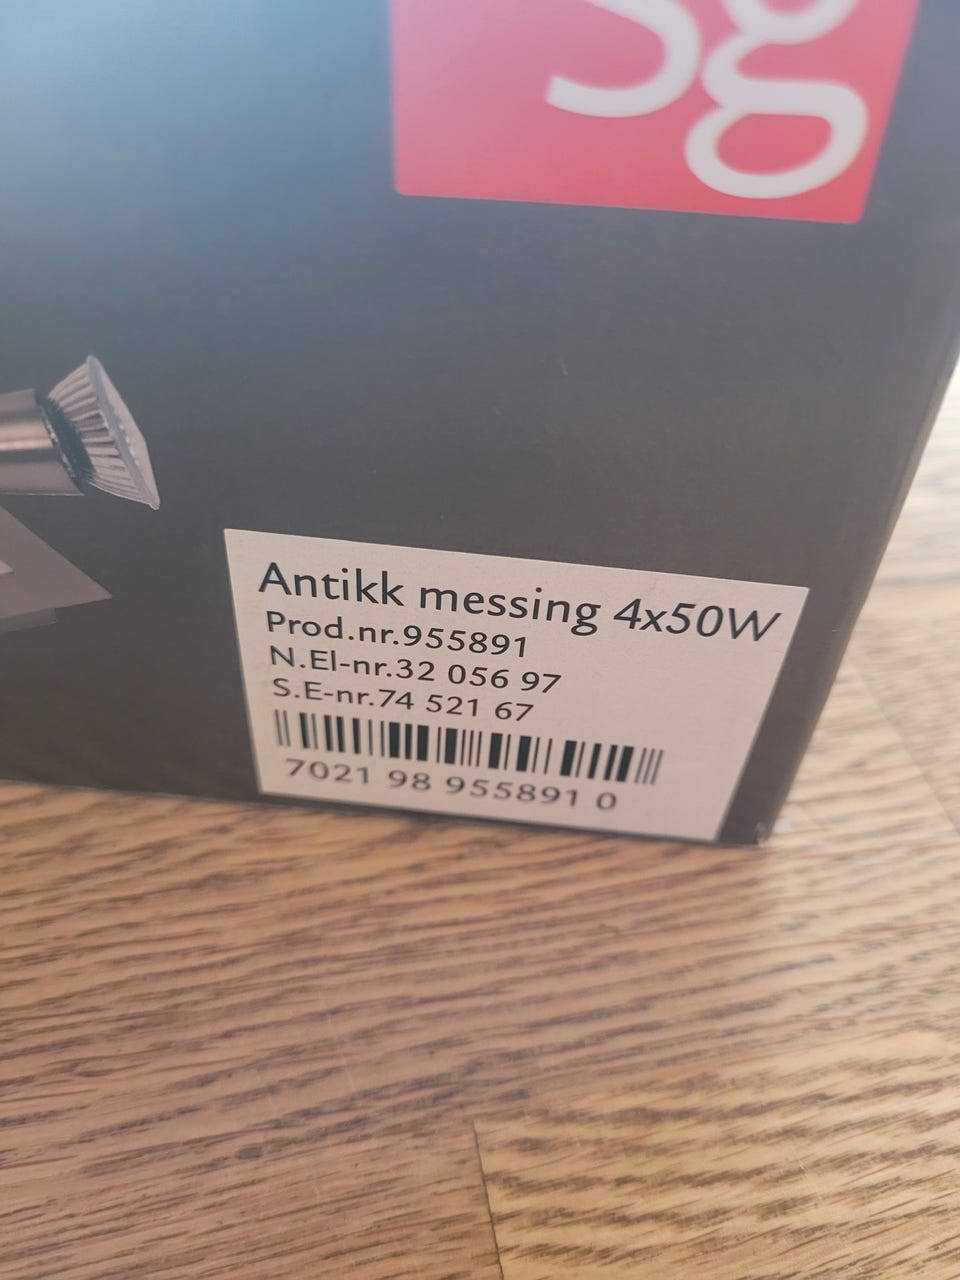 Sg
Antikk messing 4x50W
Prod.nr.955891
N.El-nr.32 056 97
S.E-nr.74 521 67
7021 98 955891 0